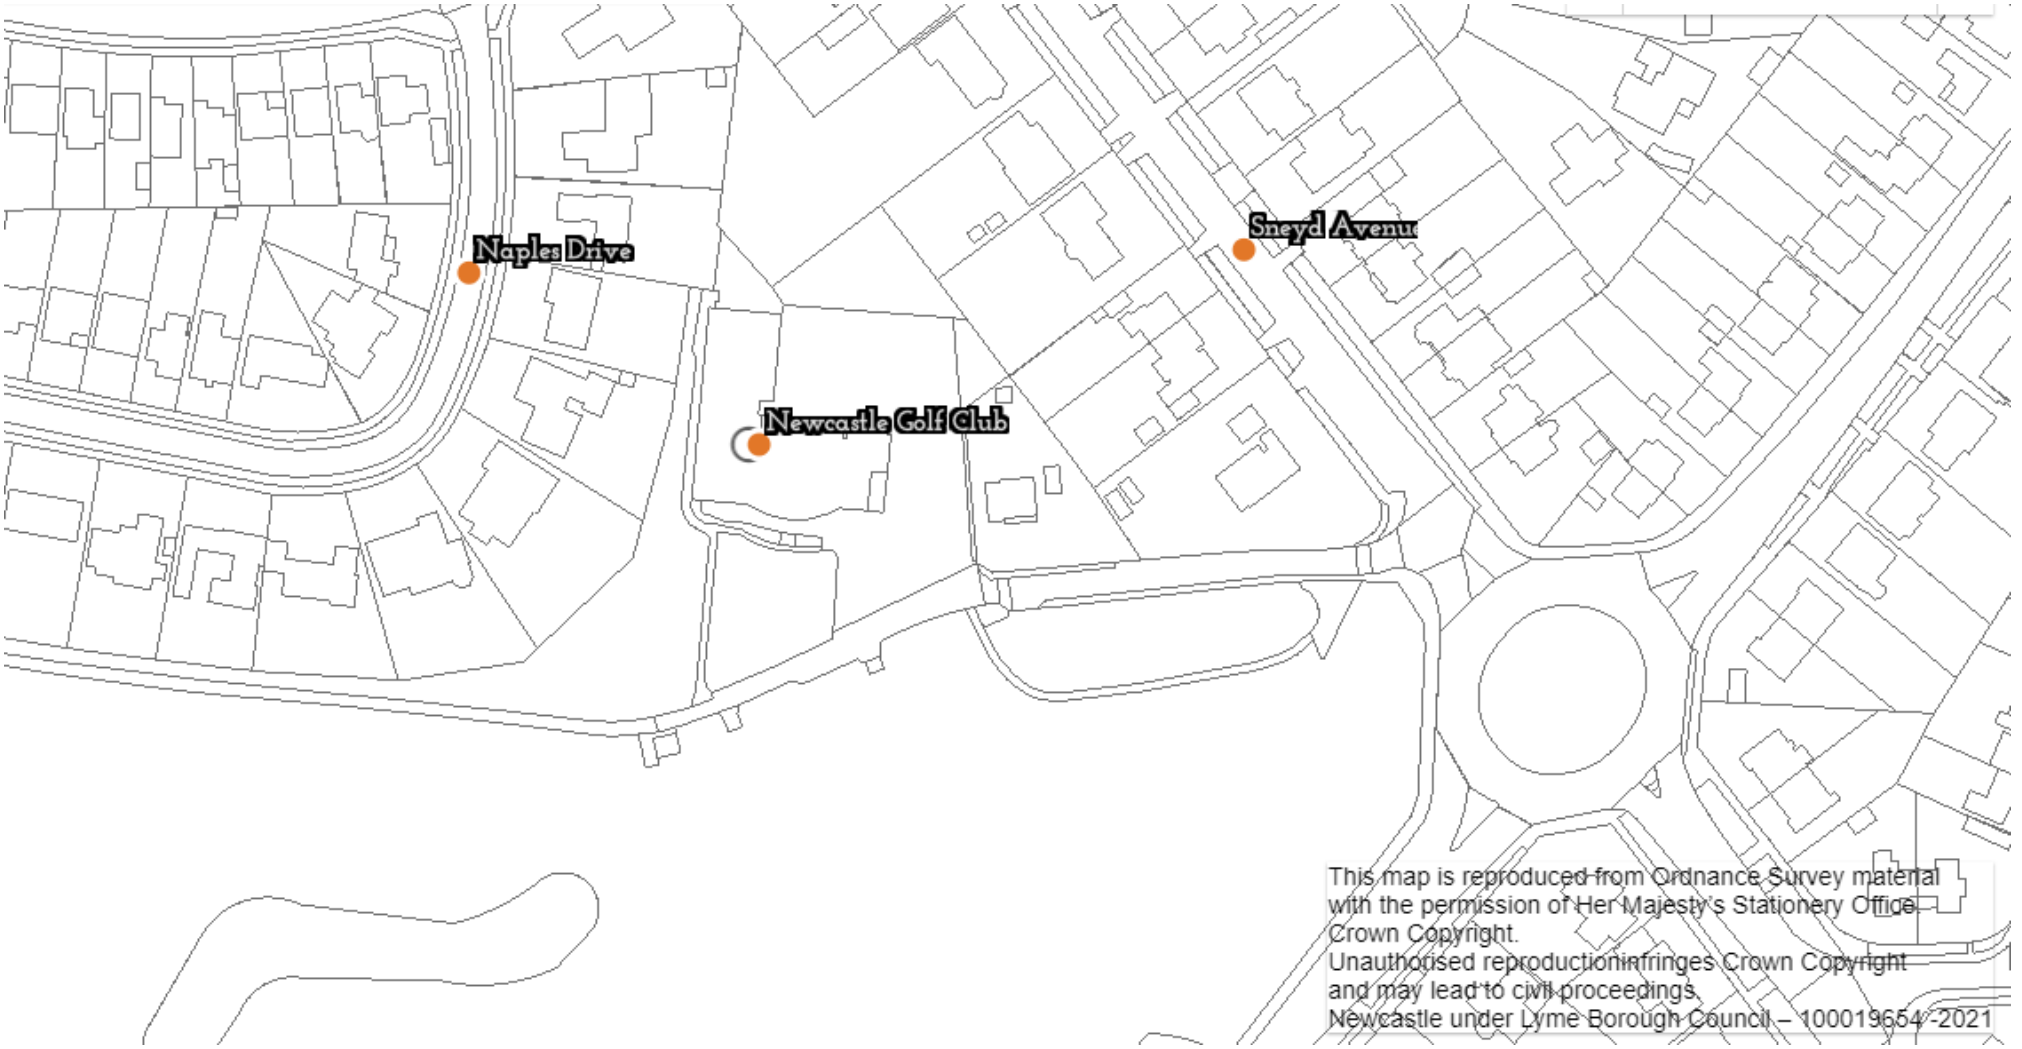 Sneyd Avenue
Naples Drive
Newcastle Golf Club
This map is reproduced from Ordnance Survey material
with the permission of Her Majesty's Stationery Office.
Crown Copyright.
Unauthorised reproductioninfringes Crown Copyright
and may lead to civil proceedings.
Newcastle under Lyme Borough Council – 100019654 -2021